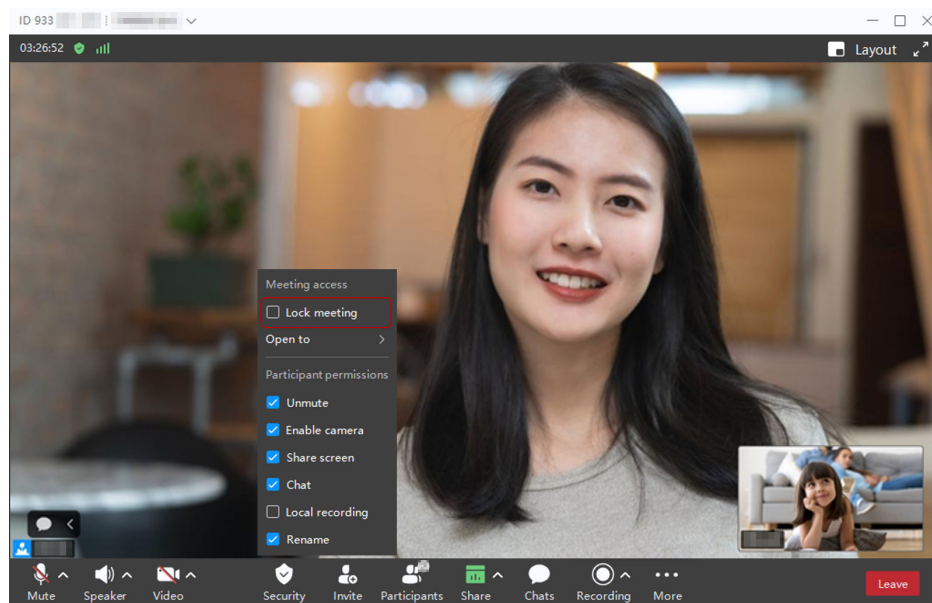 ID 933
03:26:52
Layout
Meeting access
Lock meeting
Open to
Participant permissions
Unmute
Enable camera
Share screen
Chat
Local recording
Rename
Mute Speaker Video Security Invite Participants Share Chats Recording More Leave